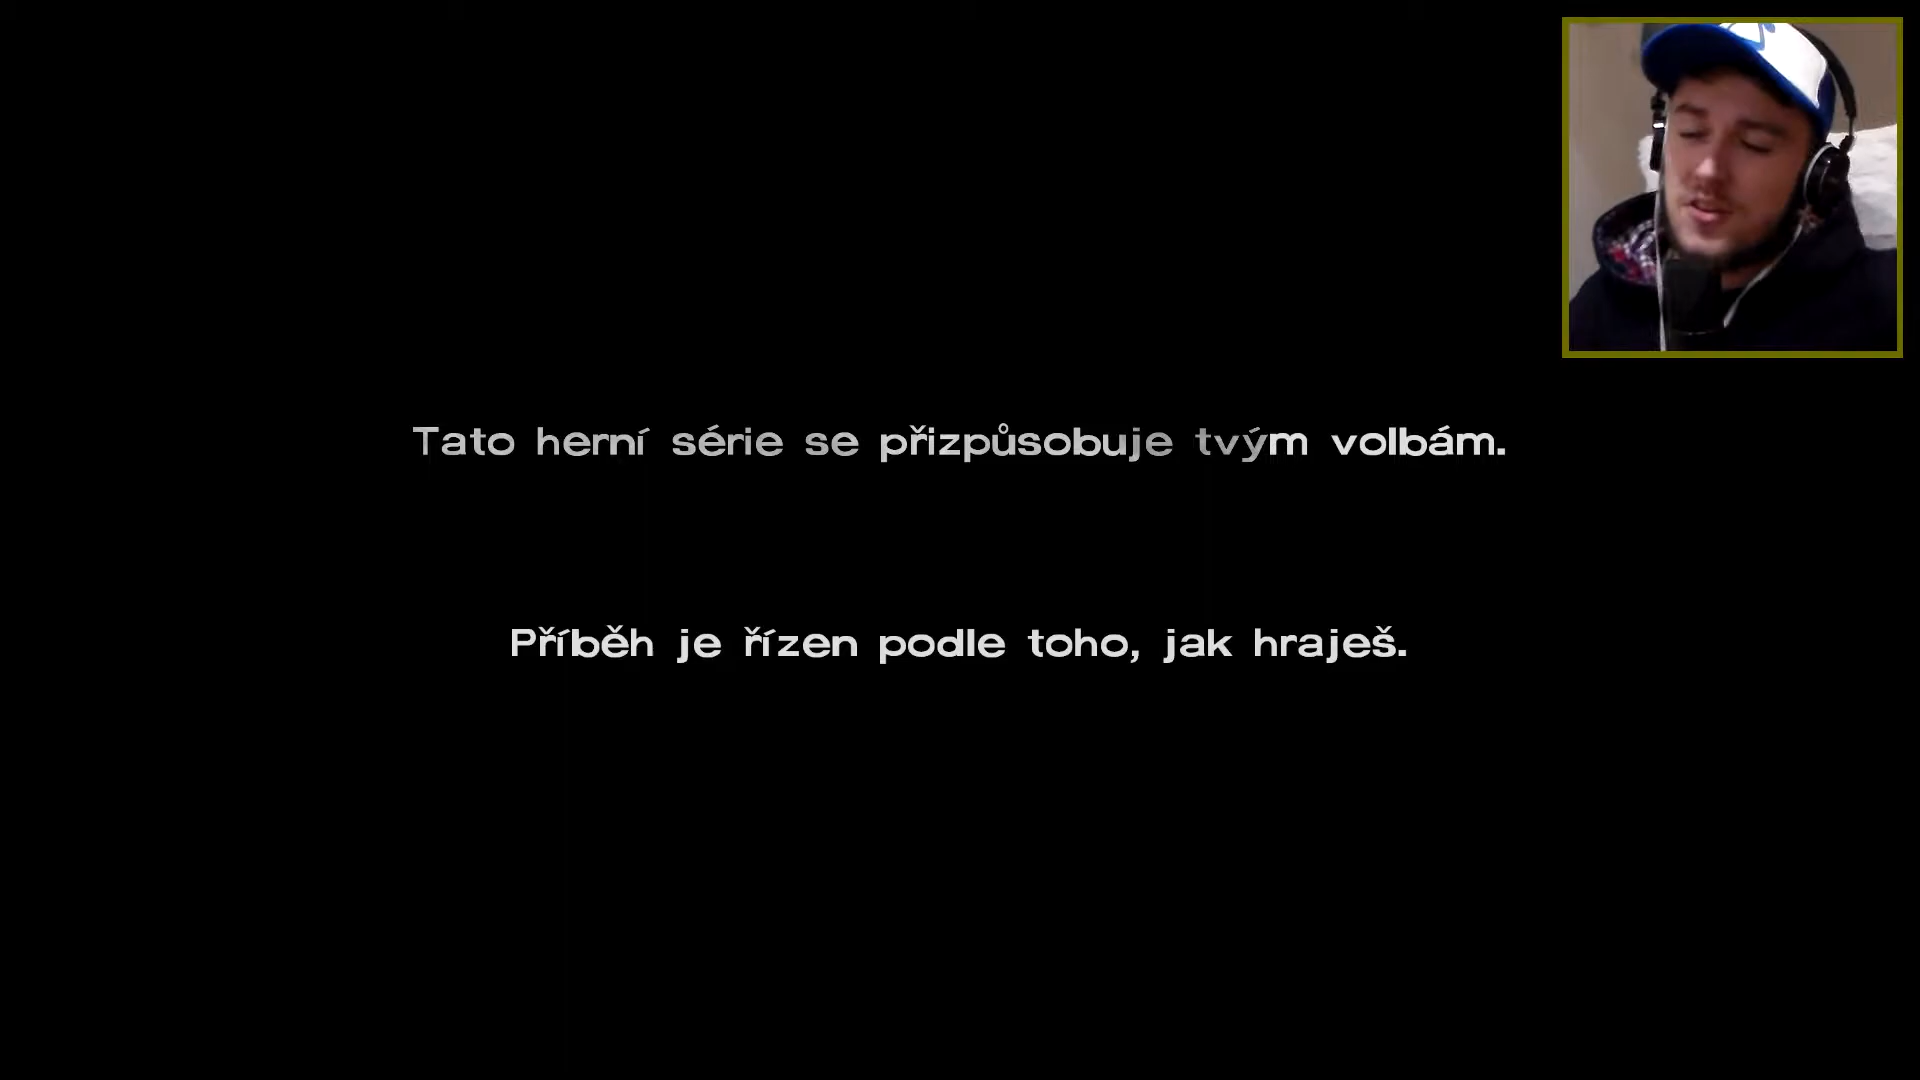 Tato herní série se přizpůsobuje tvým volbám.
Příběh je řízen podle toho, jak hraješ.